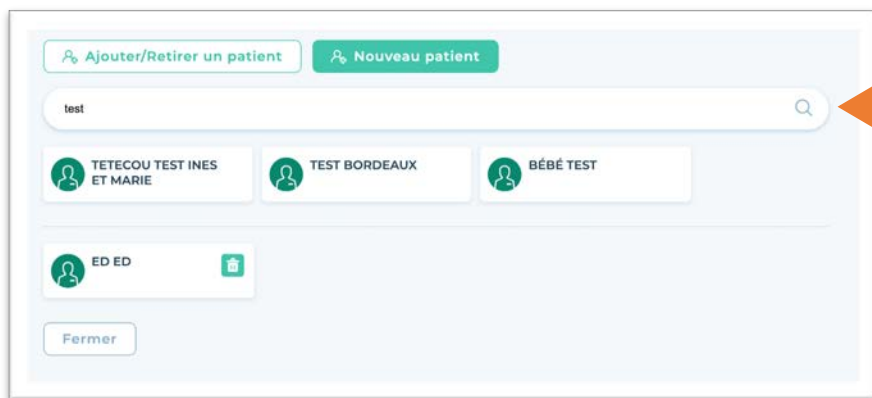 Ajouter/Retirer un patient
Nouveau patient
test
TETECOU TEST INES
ET MARIE
TEST BORDEAUX
BÉBÉ TEST
ED ED
Fermer